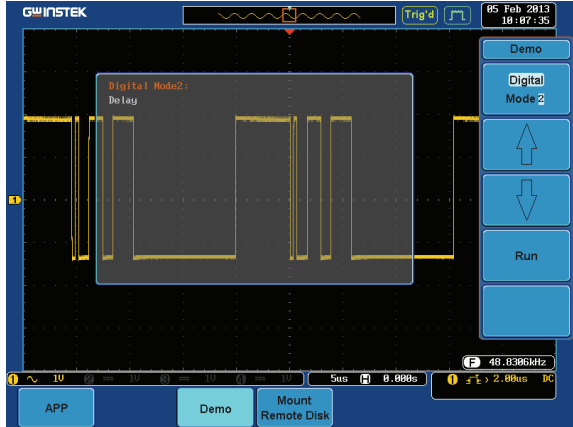 GWINSTEK
Trig'd
05 Feb 2013
10:07:35
Demo
Digital
Mode 2
Digital Mode2:
Delay
1
Run
F 48.8306kHz
1 1V 2 1V 3 1V 4 1V
5us H 0.000s
1 > 2.00us DC
APP
Demo
Mount
Remote Disk